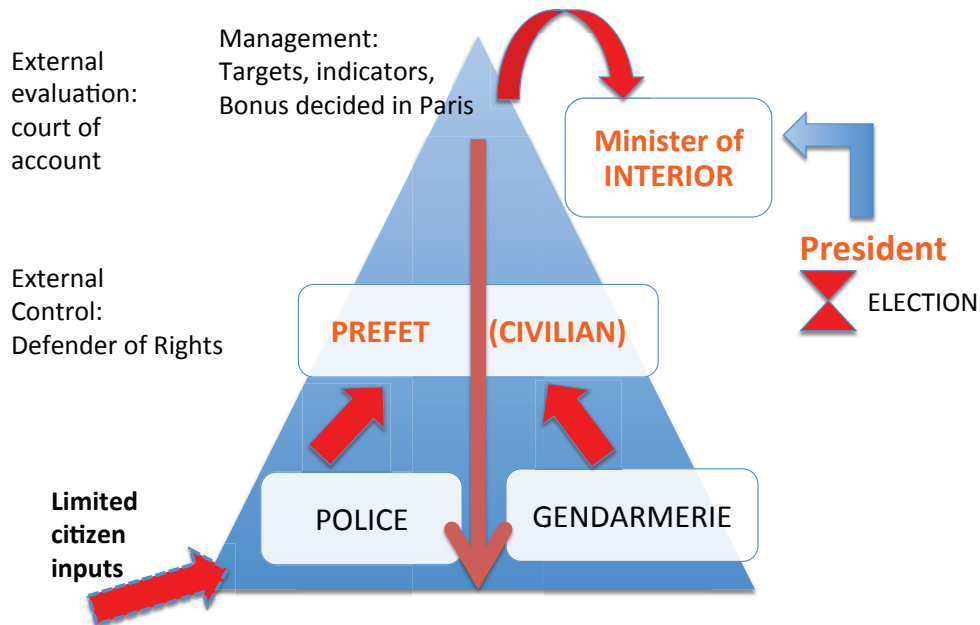 External
evaluation:
court of
account
Management:
Targets, indicators,
Bonus decided in Paris
Minister of
INTERIOR
President
ELECTION
External
Control:
Defender of Rights
PREFET (CIVILIAN)
Limited
citizen
inputs
POLICE
GENDARMERIE